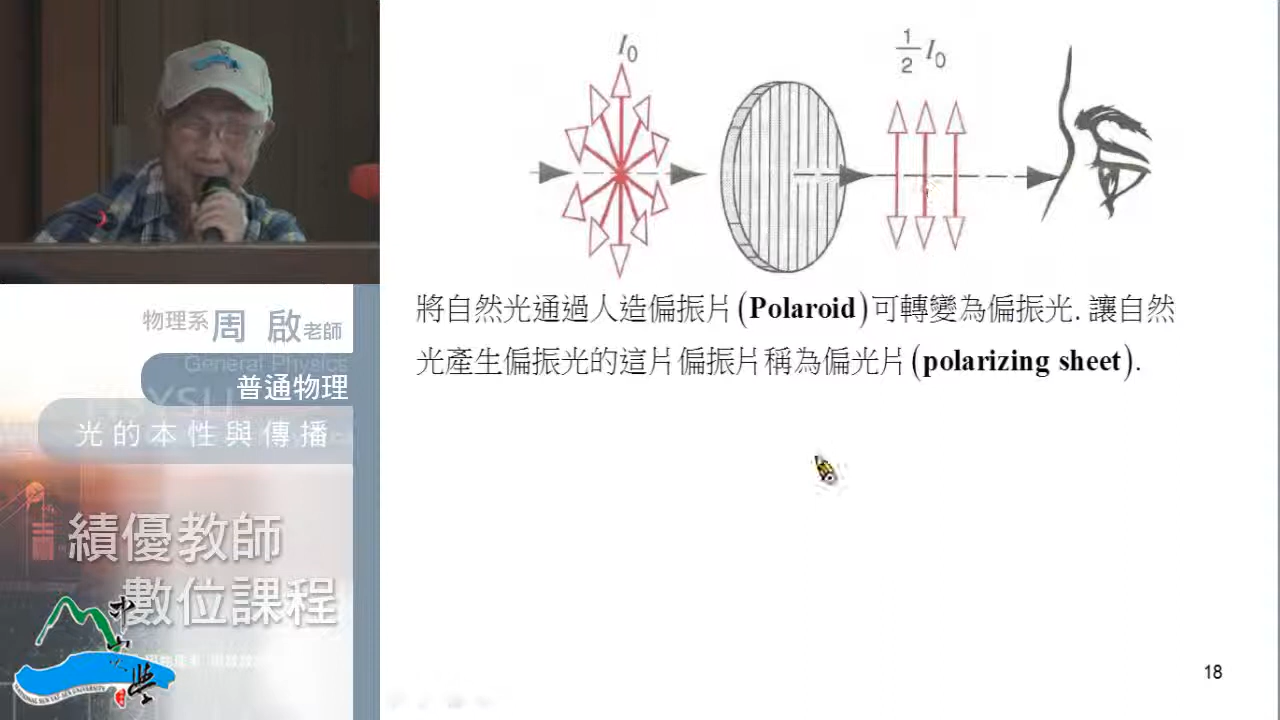 I₀
½ I₀
將自然光通過人造偏振片(Polaroid)可轉變為偏振光. 讓自然
光產生偏振光的這片偏振片稱為偏光片(polarizing sheet).
18
物理系 周 啟 老師
General Physics
普通物理
光的本性與傳播
績優教師
數位課程